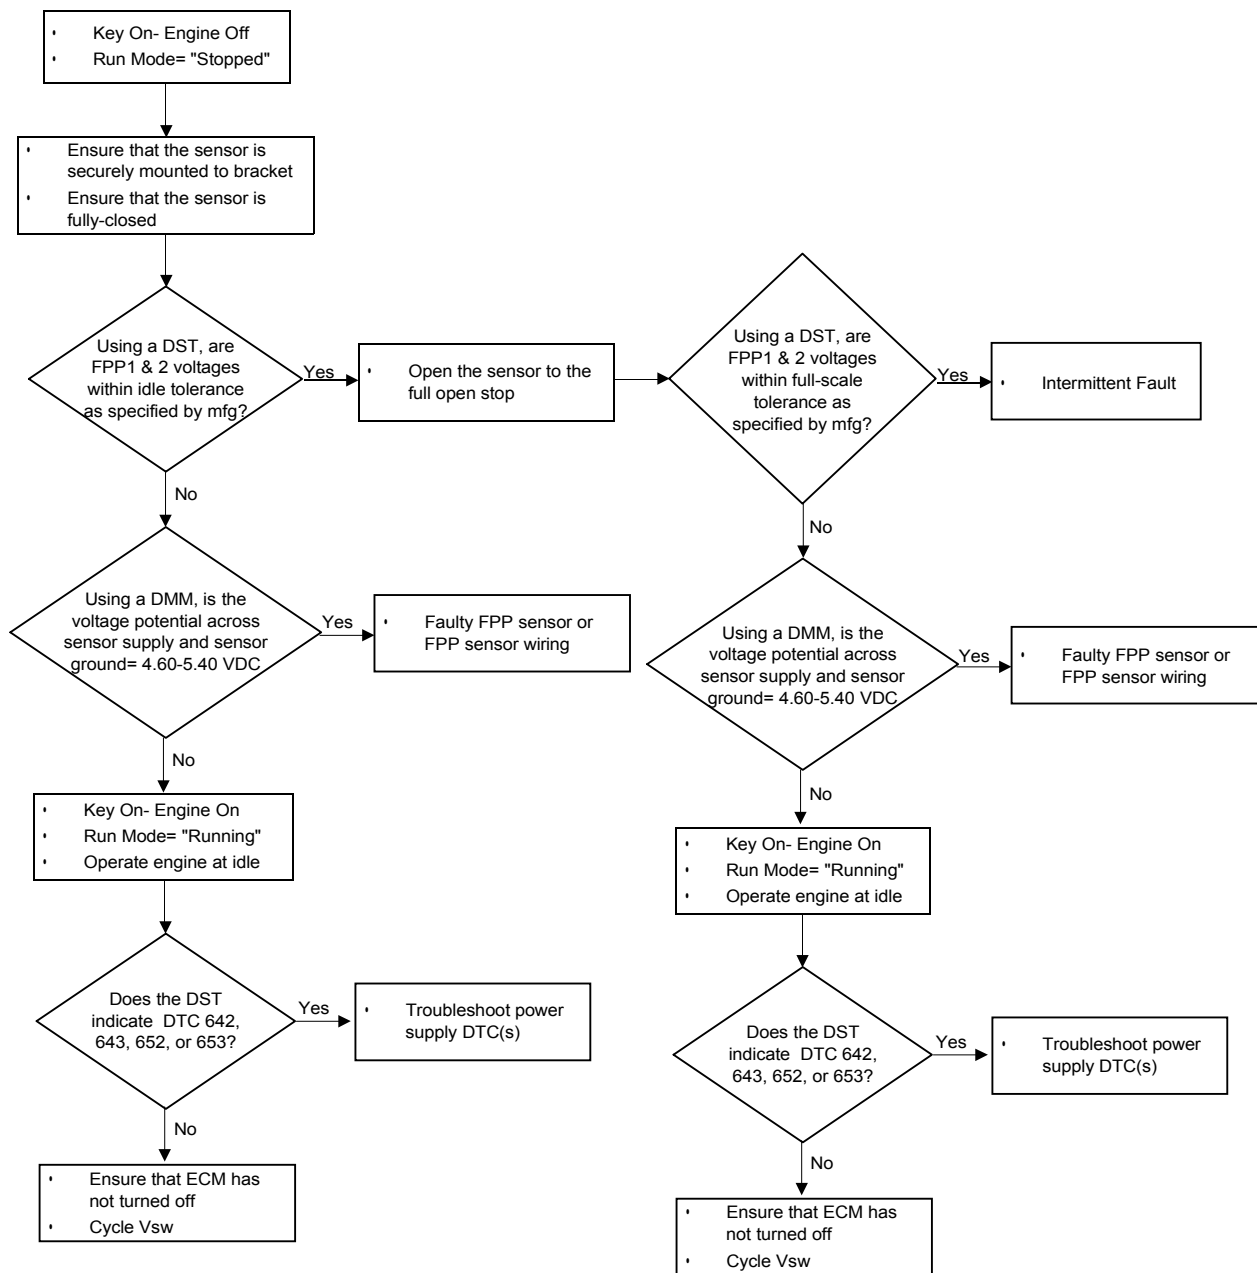 • Key On- Engine Off
• Run Mode= "Stopped"
• Ensure that the sensor is
securely mounted to bracket
• Ensure that the sensor is
fully-closed
Using a DST, are
FPP1 & 2 voltages
within idle tolerance
as specified by mfg?
Yes
• Open the sensor to the
full open stop
Using a DST, are
FPP1 & 2 voltages
within full-scale
tolerance as
specified by mfg?
Yes
• Intermittent Fault
No
Using a DMM, is the
voltage potential across
sensor supply and sensor
ground= 4.60-5.40 VDC
Yes
• Faulty FPP sensor or
FPP sensor wiring
No
• Key On- Engine On
• Run Mode= "Running"
• Operate engine at idle
Does the DST
indicate DTC 642,
643, 652, or 653?
Yes
• Troubleshoot power
supply DTC(s)
No
• Ensure that ECM has
not turned off
• Cycle Vsw
No
Using a DMM, is the
voltage potential across
sensor supply and sensor
ground= 4.60-5.40 VDC
Yes
• Faulty FPP sensor or
FPP sensor wiring
No
• Key On- Engine On
• Run Mode= "Running"
• Operate engine at idle
Does the DST
indicate DTC 642,
643, 652, or 653?
Yes
• Troubleshoot power
supply DTC(s)
No
• Ensure that ECM has
not turned off
• Cycle Vsw